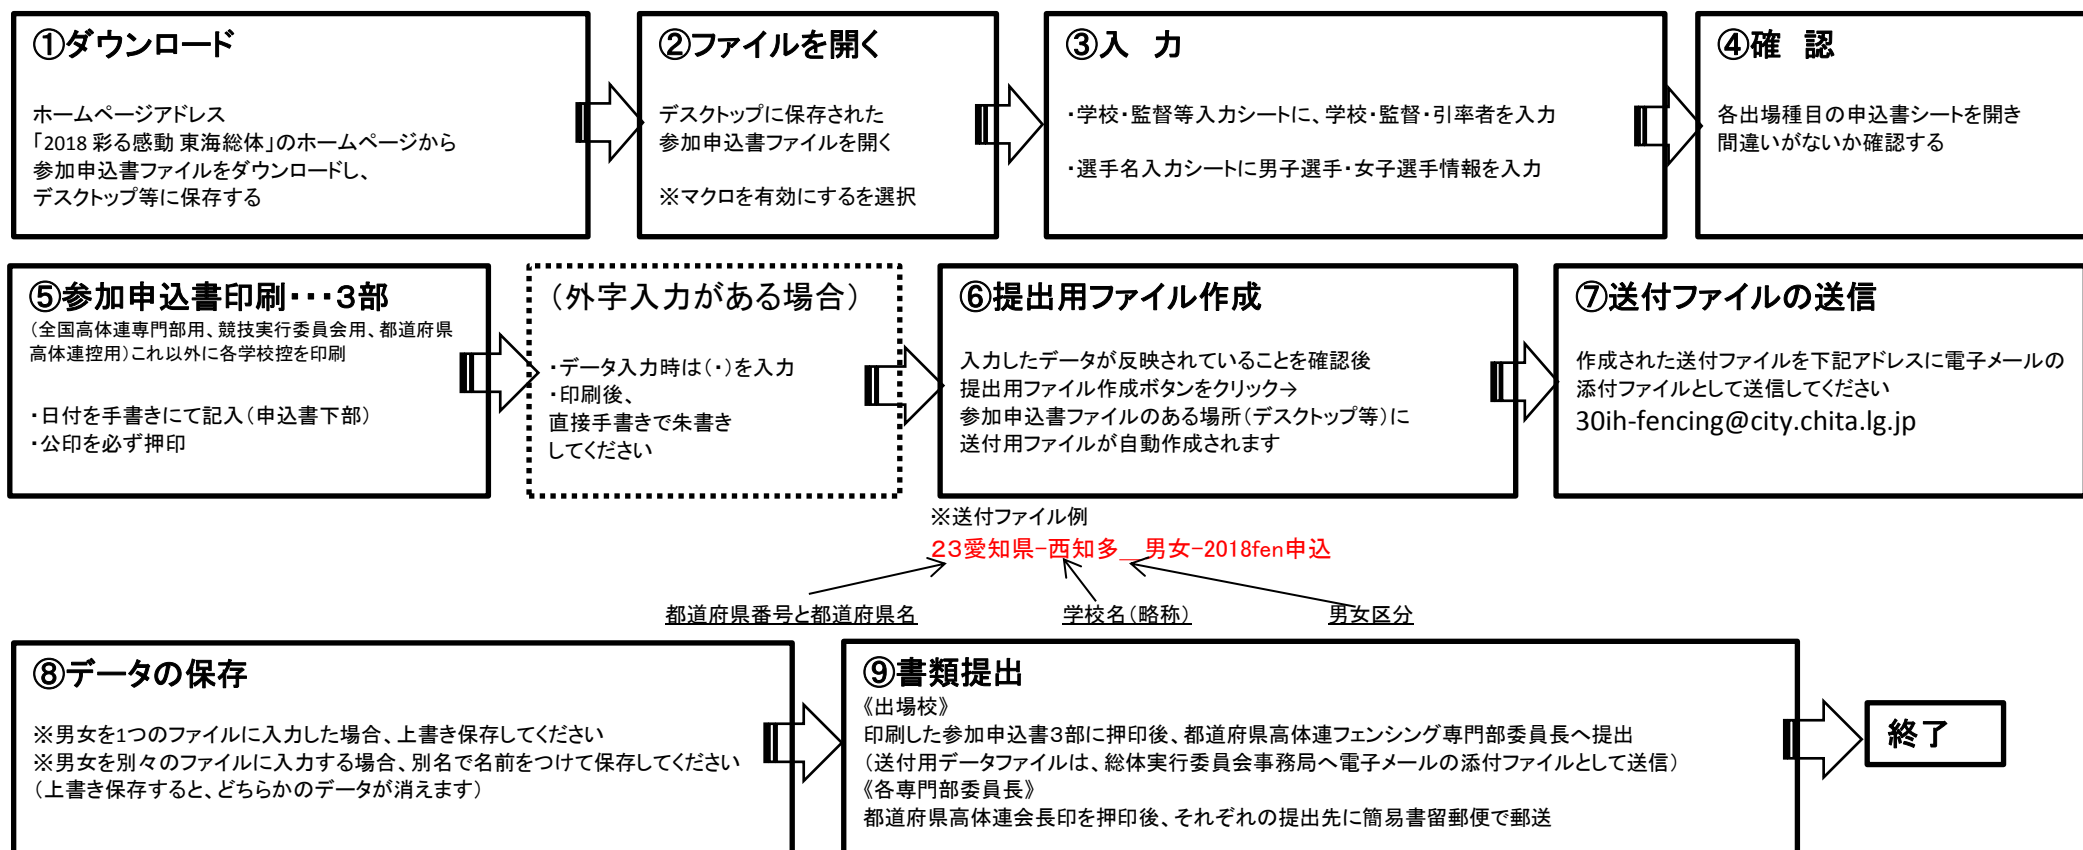 ①ダウンロード
ホームページアドレス
「2018 彩る感動 東海総体」のホームページから
参加申込書ファイルをダウンロードし、
デスクトップ等に保存する
②ファイルを開く
デスクトップに保存された
参加申込書ファイルを開く
※マクロを有効にするを選択
③入　力
・学校・監督等入力シートに、学校・監督・引率者を入力
・選手名入力シートに男子選手・女子選手情報を入力
④確　認
各出場種目の申込書シートを開き
間違いがないか確認する
⑤参加申込書印刷・・・３部
（全国高体連専門部用、競技実行委員会用、都道府県
高体連控用）これ以外に各学校控を印刷
・日付を手書きにて記入（申込書下部）
・公印を必ず押印
（外字入力がある場合）
・データ入力時は（・）を入力
・印刷後、
直接手書きで朱書き
してください
⑥提出用ファイル作成
入力したデータが反映されていることを確認後
提出用ファイル作成ボタンをクリック→
参加申込書ファイルのある場所（デスクトップ等）に
送付用ファイルが自動作成されます
⑦送付ファイルの送信
作成された送付ファイルを下記アドレスに電子メールの
添付ファイルとして送信してください
30ih-fencing@city.chita.lg.jp
※送付ファイル例
２３愛知県-西知多＿男女-2018fen申込
都道府県番号と都道府県名
学校名（略称）
男女区分
⑧データの保存
※男女を1つのファイルに入力した場合、上書き保存してください
※男女を別々のファイルに入力する場合、別名で名前をつけて保存してください
（上書き保存すると、どちらかのデータが消えます）
⑨書類提出
《出場校》
印刷した参加申込書３部に押印後、都道府県高体連フェンシング専門部委員長へ提出
（送付用データファイルは、総体実行委員会事務局へ電子メールの添付ファイルとして送信）
《各専門部委員長》
都道府県高体連会長印を押印後、それぞれの提出先に簡易書留郵便で郵送
終了